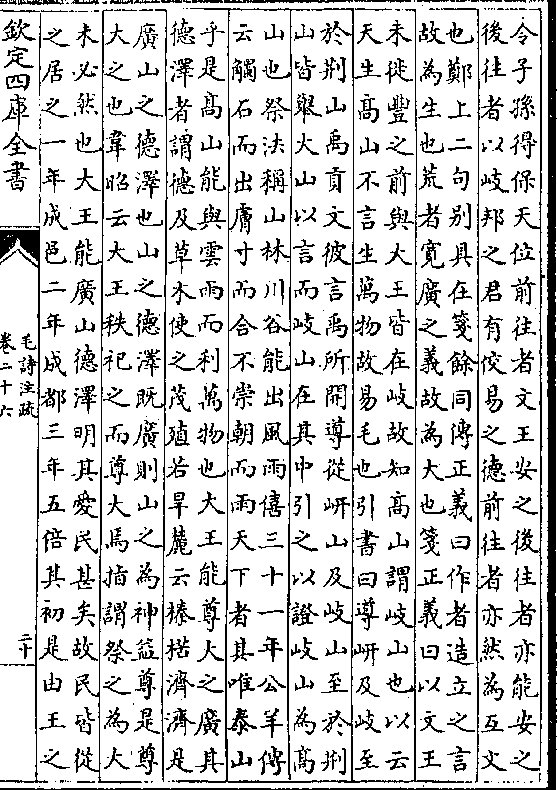 令子孫得保天位前往者文王安之後往者亦能安之
後往者以岐邦之君有佼易之德前往者亦然為互文
也鄭上二句别具在箋餘同傳正義曰作者造立之言
故為生也荒者寛廣之義故為大也箋正義曰以文王
未徙豐之前與大王皆在岐故知髙山謂岐山也以云
天生髙山不言生萬物故易毛也引書曰導岍及岐至
於荆山禹貢文彼言禹所開導從岍山及岐山至於荆
山皆舉大山以言而岐山在其中引之以證岐山為髙
山也祭法稱山林川谷能出風雨僖三十一年公羊傳
云觸石而出膚寸而合不崇朝而雨天下者其唯泰山
乎是髙山能與雲雨而利萬物也大王能尊大之廣其
德澤者謂德及草木使之茂殖若旱麓云榛楛濟濟是
廣山之德澤也山之德澤既廣則山之為神益尊是尊
大之也韋昭云大王秩祀之而尊大焉指謂祭之為大
未必然也大王能廣山德澤明其愛民甚矣故民皆從
之居之一年成邑二年成都三年五倍其初是由王之
欽定四庫全書
毛詩注疏
卷二十六
二十